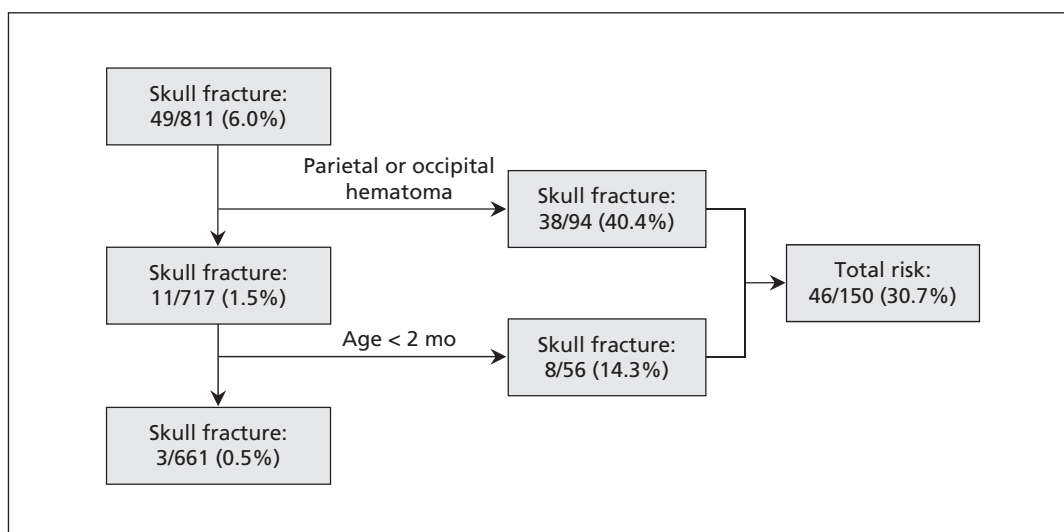 Skull fracture:
49/811 (6.0%)
Parietal or occipital
hematoma
Skull fracture:
38/94 (40.4%)
Skull fracture:
11/717 (1.5%)
Total risk:
46/150 (30.7%)
Age < 2 mo
Skull fracture:
8/56 (14.3%)
Skull fracture:
3/661 (0.5%)